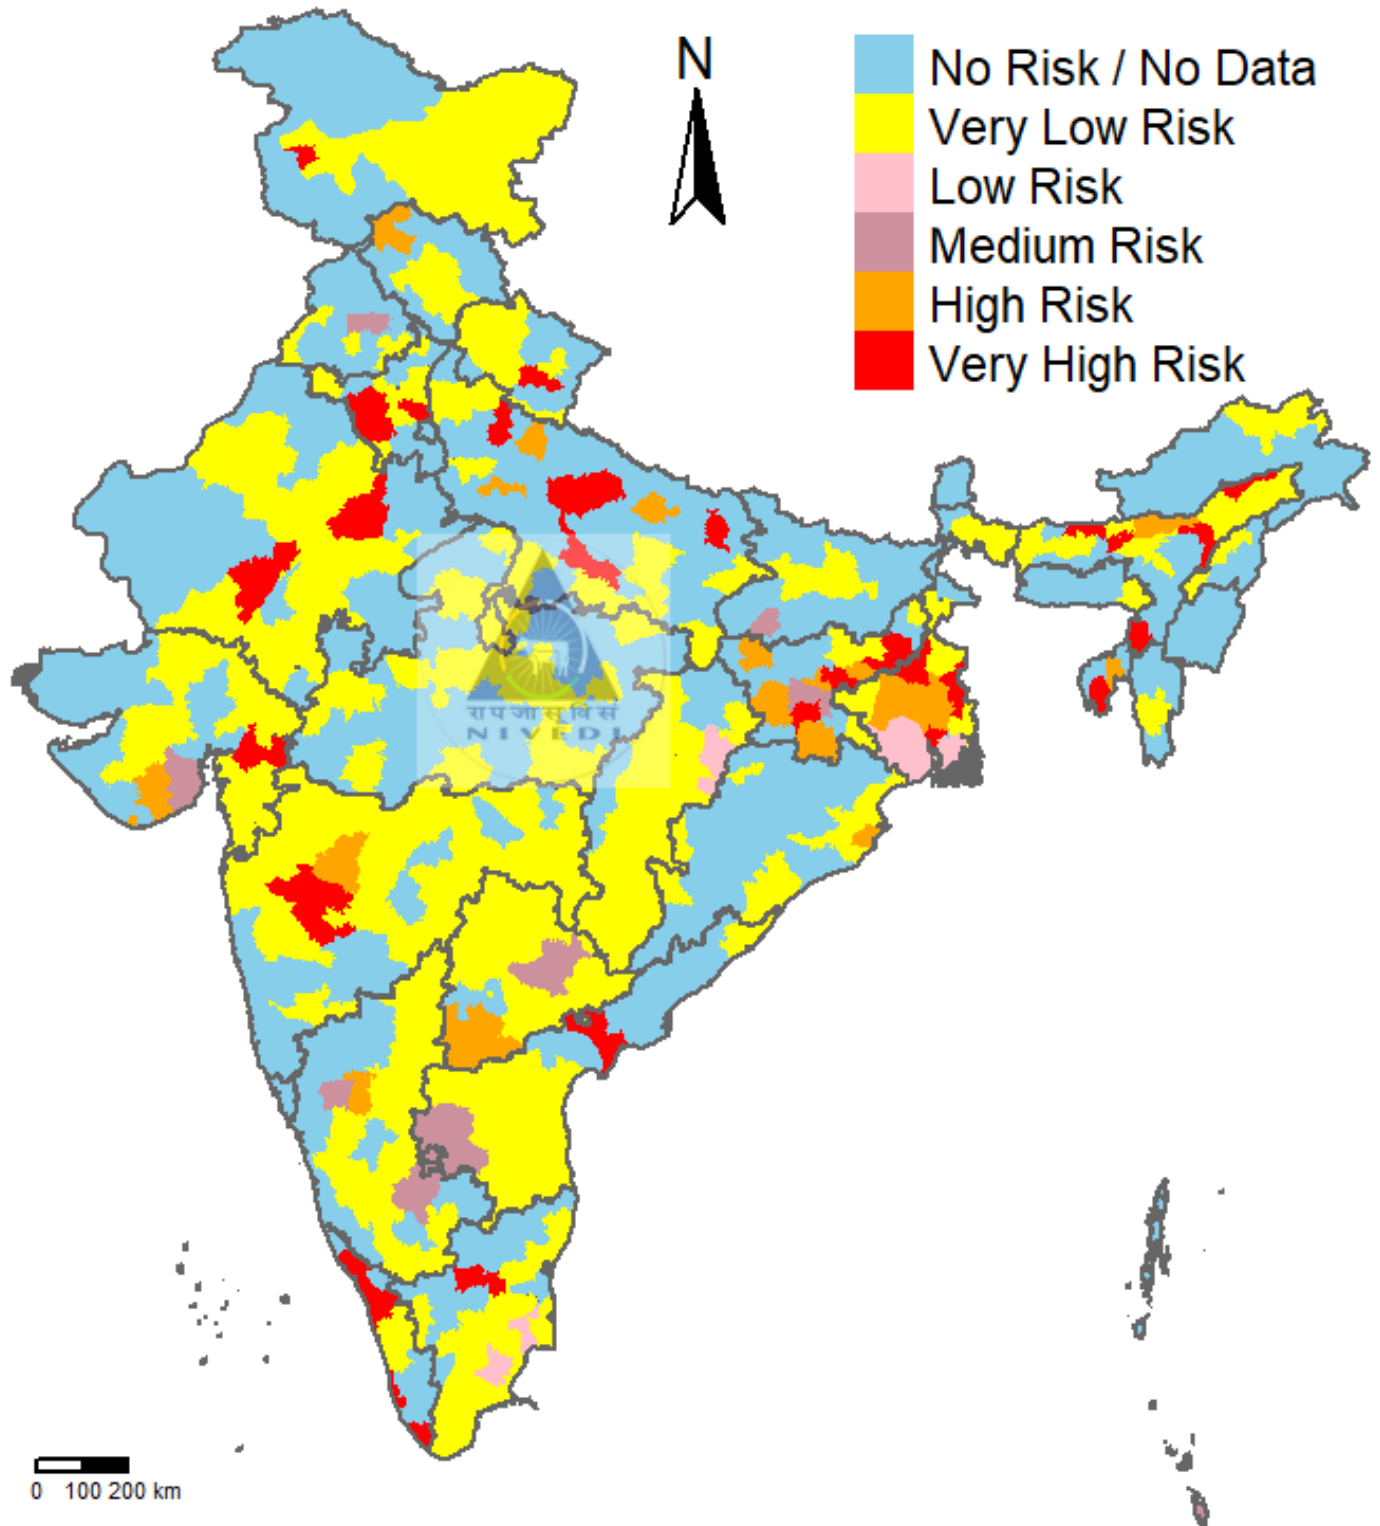 N
No Risk / No Data
Very Low Risk
Low Risk
Medium Risk
High Risk
Very High Risk
रा प जा सू वि सं
NIVEDI
0 100 200 km